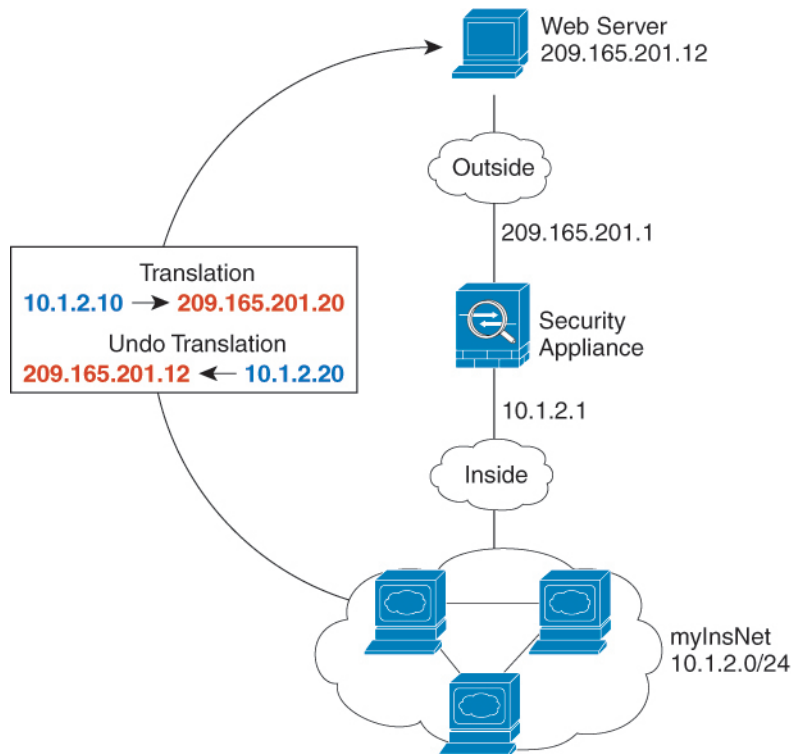 Web Server
209.165.201.12
Outside
209.165.201.1
Translation
10.1.2.10 → 209.165.201.20
Undo Translation
209.165.201.12 ← 10.1.2.20
Security
Appliance
10.1.2.1
Inside
myInsNet
10.1.2.0/24